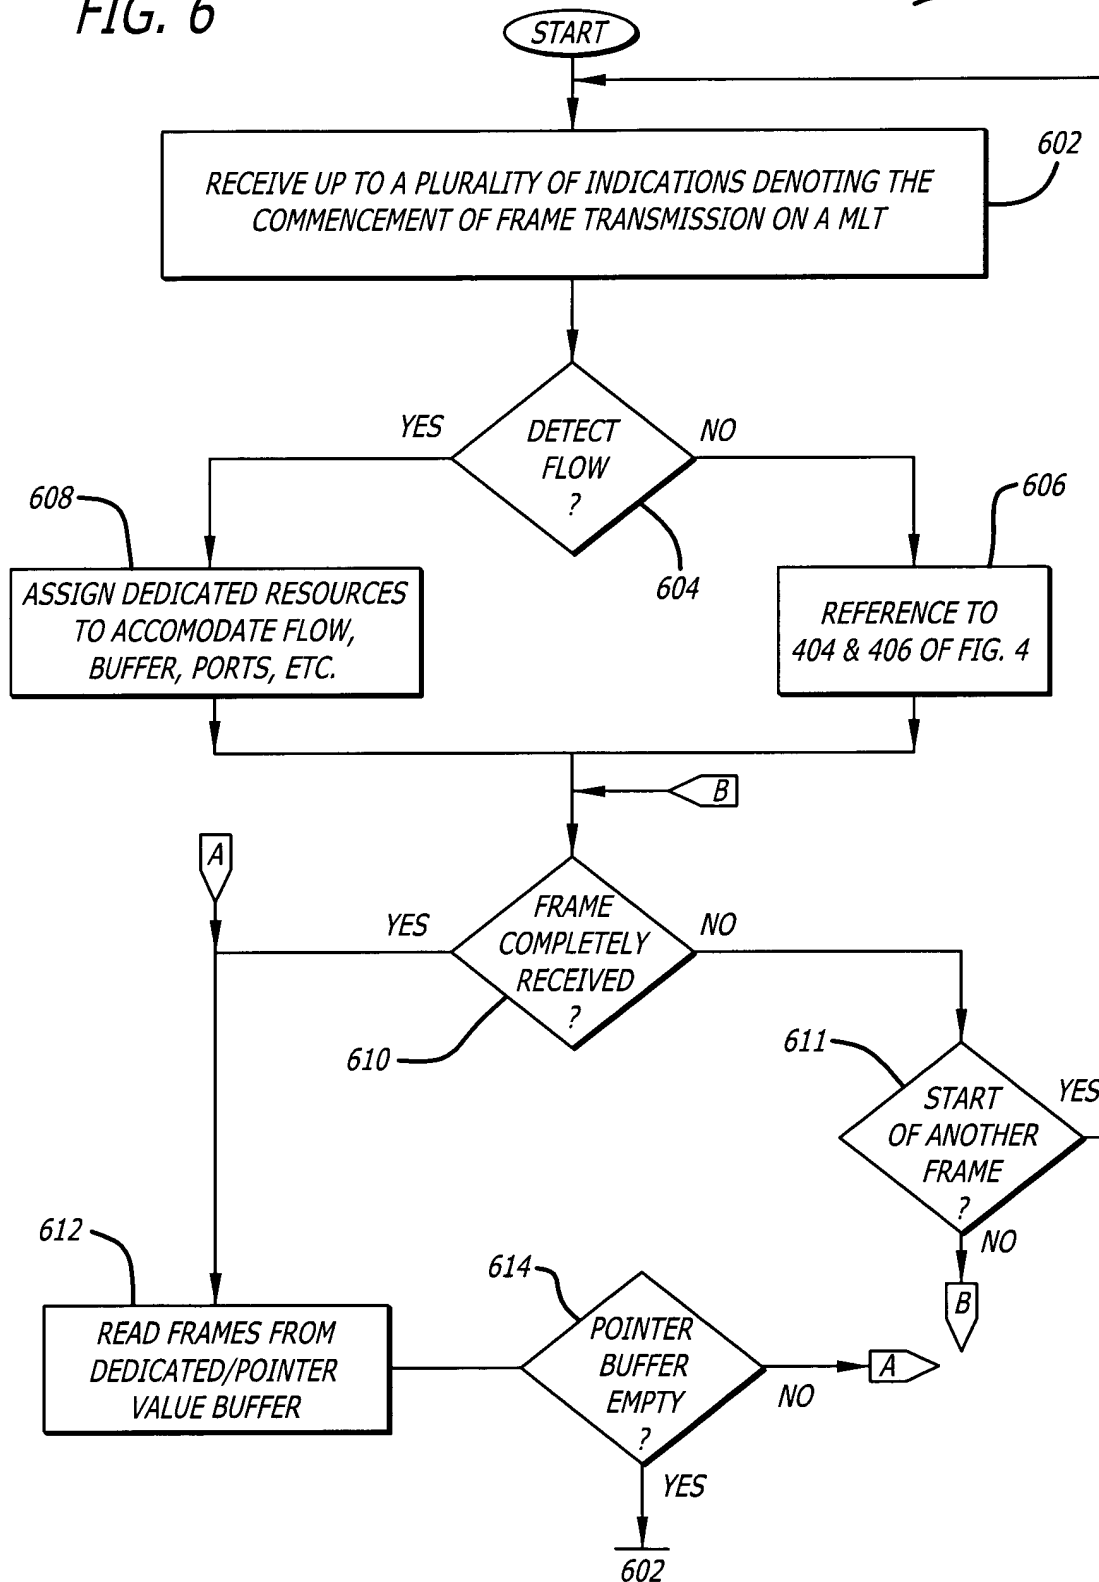 FIG. 6
START
602
RECEIVE UP TO A PLURALITY OF INDICATIONS DENOTING THE
COMMENCEMENT OF FRAME TRANSMISSION ON A MLT
YES
DETECT
FLOW
?
NO
604
608
ASSIGN DEDICATED RESOURCES
TO ACCOMODATE FLOW,
BUFFER, PORTS, ETC.
606
REFERENCE TO
404 & 406 OF FIG. 4
B
A
YES
FRAME
COMPLETELY
RECEIVED
?
NO
610
611
START
OF ANOTHER
FRAME
?
YES
NO
B
612
READ FRAMES FROM
DEDICATED/POINTER
VALUE BUFFER
614
POINTER
BUFFER
EMPTY
?
NO
A
YES
602